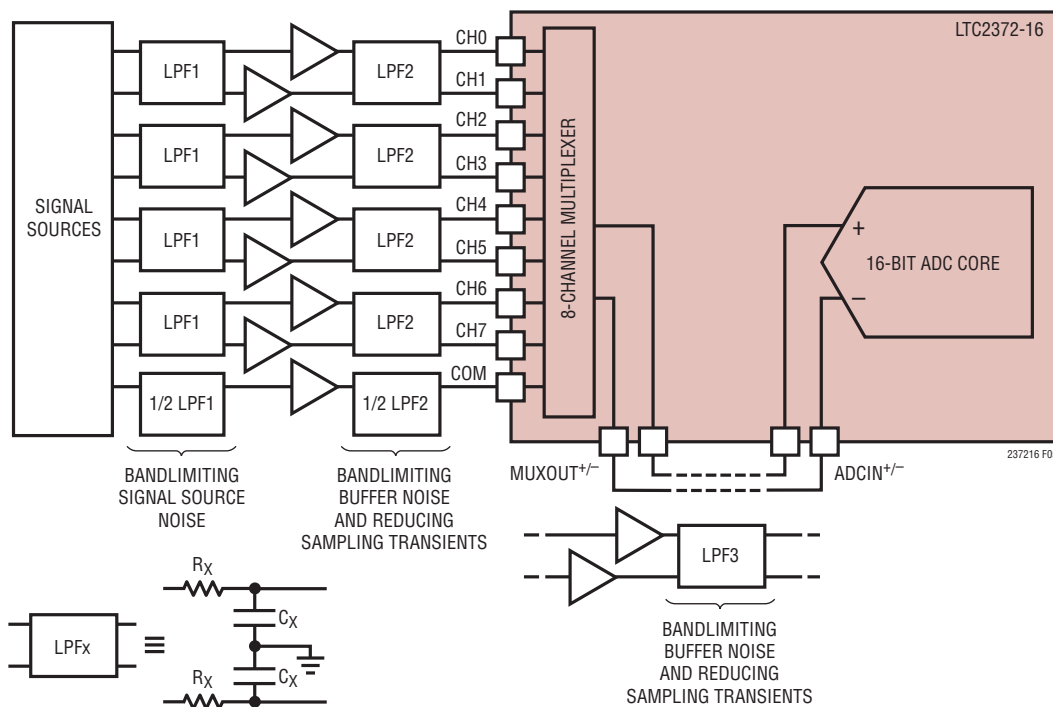 LTC2372-16
SIGNAL
SOURCES
LPF1
LPF1
LPF1
LPF1
1/2 LPF1
LPF2
LPF2
LPF2
LPF2
1/2 LPF2
CH0
CH1
CH2
CH3
CH4
CH5
CH6
CH7
COM
8-CHANNEL MULTIPLEXER
+
16-BIT ADC CORE
–
237216 F0
MUXOUT+/–
ADCIN+/–
BANDLIMITING
SIGNAL SOURCE
NOISE
BANDLIMITING
BUFFER NOISE
AND REDUCING
SAMPLING TRANSIENTS
LPF3
BANDLIMITING
BUFFER NOISE
AND REDUCING
SAMPLING TRANSIENTS
LPFx
≡
RX
CX
CX
RX